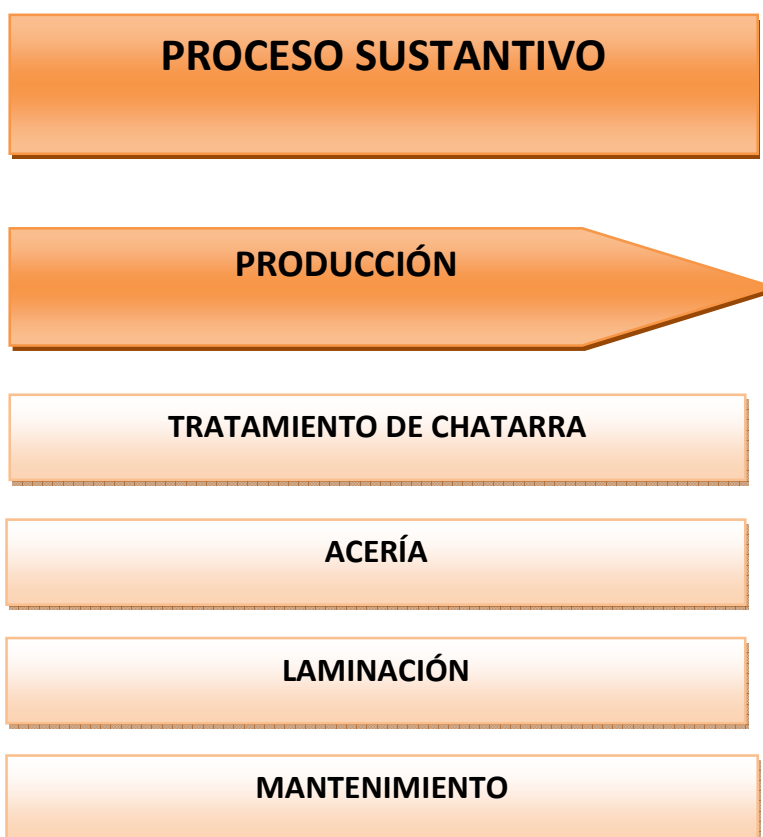 PROCESO SUSTANTIVO
PRODUCCIÓN
TRATAMIENTO DE CHATARRA
ACERÍA
LAMINACIÓN
MANTENIMIENTO